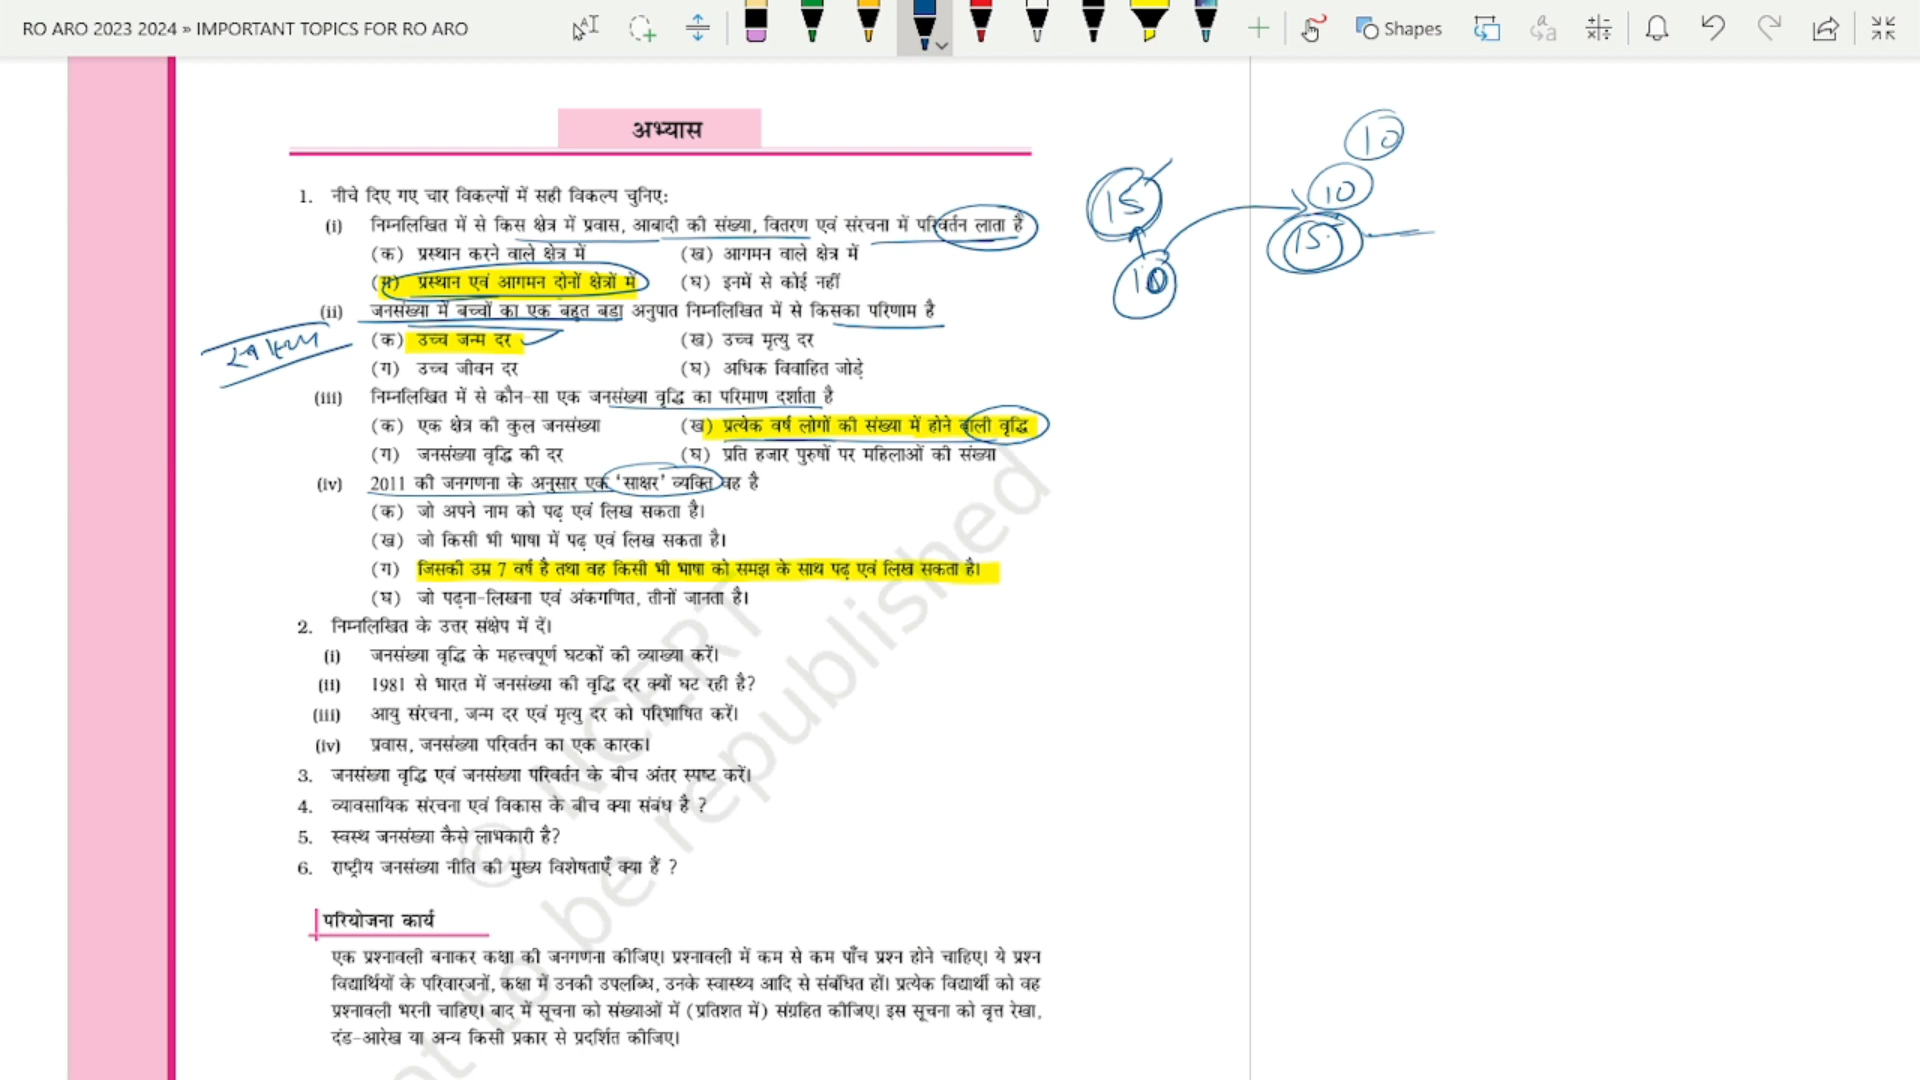 RO ARO 2023 2024 » IMPORTANT TOPICS FOR RO ARO
Shapes
अभ्यास
1. नीचे दिए गए चार विकल्पों में सही विकल्प चुनिए:
(i) निम्नलिखित में से किस क्षेत्र में प्रवास, आबादी की संख्या, वितरण एवं संरचना में परिवर्तन लाता है
(क) प्रस्थान करने वाले क्षेत्र में (ख) आगमन वाले क्षेत्र में
(ग) प्रस्थान एवं आगमन दोनों क्षेत्रों में (घ) इनमें से कोई नहीं
(ii) जनसंख्या में बच्चों का एक बहुत बड़ा अनुपात निम्नलिखित में से किसका परिणाम है
(क) उच्च जन्म दर (ख) उच्च मृत्यु दर
(ग) उच्च जीवन दर (घ) अधिक विवाहित जोड़े
(iii) निम्नलिखित में से कौन-सा एक जनसंख्या वृद्धि का परिमाण दर्शाता है
(क) एक क्षेत्र की कुल जनसंख्या (ख) प्रत्येक वर्ष लोगों की संख्या में होने वाली वृद्धि
(ग) जनसंख्या वृद्धि की दर (घ) प्रति हजार पुरुषों पर महिलाओं की संख्या
(iv) 2011 की जनगणना के अनुसार एक ‘साक्षर’ व्यक्ति वह है
(क) जो अपने नाम को पढ़ एवं लिख सकता है।
(ख) जो किसी भी भाषा में पढ़ एवं लिख सकता है।
(ग) जिसकी उम्र 7 वर्ष है तथा वह किसी भी भाषा को समझ के साथ पढ़ एवं लिख सकता है।
(घ) जो पढ़ना-लिखना एवं अंकगणित, तीनों जानता है।
2. निम्नलिखित के उत्तर संक्षेप में दें।
(i) जनसंख्या वृद्धि के महत्त्वपूर्ण घटकों की व्याख्या करें।
(ii) 1981 से भारत में जनसंख्या की वृद्धि दर क्यों घट रही है?
(iii) आयु संरचना, जन्म दर एवं मृत्यु दर को परिभाषित करें।
(iv) प्रवास, जनसंख्या परिवर्तन का एक कारक।
3. जनसंख्या वृद्धि एवं जनसंख्या परिवर्तन के बीच अंतर स्पष्ट करें।
4. व्यावसायिक संरचना एवं विकास के बीच क्या संबंध है ?
5. स्वस्थ जनसंख्या कैसे लाभकारी है?
6. राष्ट्रीय जनसंख्या नीति की मुख्य विशेषताएँ क्या हैं ?
परियोजना कार्य
एक प्रश्नावली बनाकर कक्षा की जनगणना कीजिए। प्रश्नावली में कम से कम पाँच प्रश्न होने चाहिए। ये प्रश्न
विद्यार्थियों के परिवारजनों, कक्षा में उनकी उपलब्धि, उनके स्वास्थ्य आदि से संबंधित हों। प्रत्येक विद्यार्थी को वह
प्रश्नावली भरनी चाहिए। बाद में सूचना को संख्याओं में (प्रतिशत में) संग्रहित कीजिए। इस सूचना को वृत्त रेखा,
दंड-आरेख या अन्य किसी प्रकार से प्रदर्शित कीजिए।
© NCERT
not to be republished
10
10
15
15
10